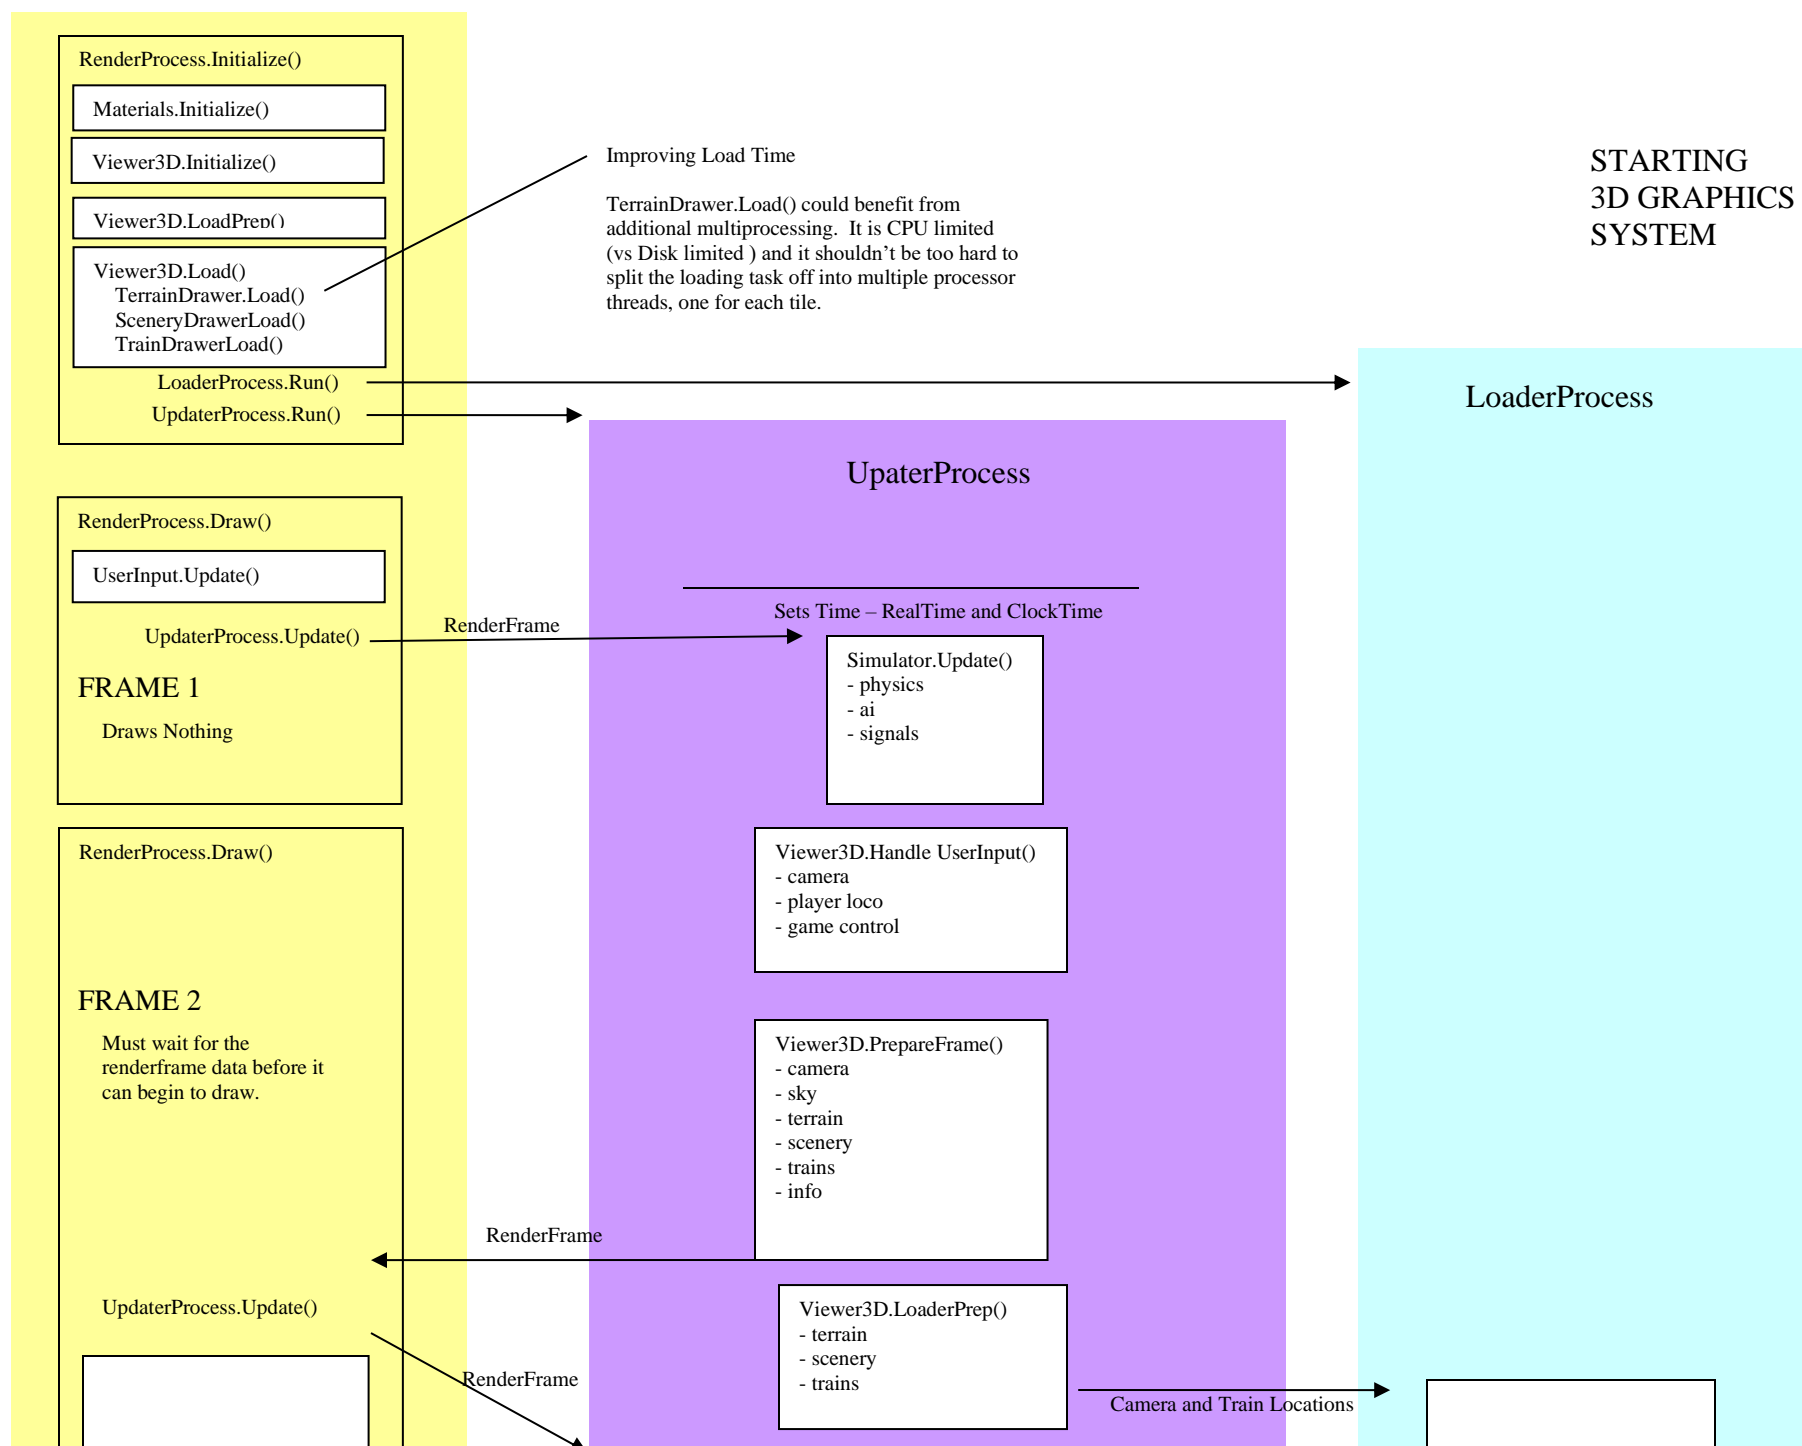 RenderProcess.Initialize()
Materials.Initialize()
Viewer3D.Initialize()
Viewer3D.LoadPrep()
Viewer3D.Load()
TerrainDrawer.Load()
SceneryDrawerLoad()
TrainDrawerLoad()
LoaderProcess.Run()
UpdaterProcess.Run()
Improving Load Time
TerrainDrawer.Load() could benefit from
additional multiprocessing.  It is CPU limited
(vs Disk limited ) and it shouldn’t be too hard to
split the loading task off into multiple processor
threads, one for each tile.
STARTING
3D GRAPHICS
SYSTEM
LoaderProcess
UpaterProcess
RenderProcess.Draw()
UserInput.Update()
UpdaterProcess.Update()
RenderFrame
FRAME 1
Draws Nothing
Sets Time – RealTime and ClockTime
Simulator.Update()
- physics
- ai
- signals
RenderProcess.Draw()
FRAME 2
Must wait for the
renderframe data before it
can begin to draw.
Viewer3D.Handle UserInput()
- camera
- player loco
- game control
Viewer3D.PrepareFrame()
- camera
- sky
- terrain
- scenery
- trains
- info
RenderFrame
UpdaterProcess.Update()
RenderFrame
Viewer3D.LoaderPrep()
- terrain
- scenery
- trains
Camera and Train Locations